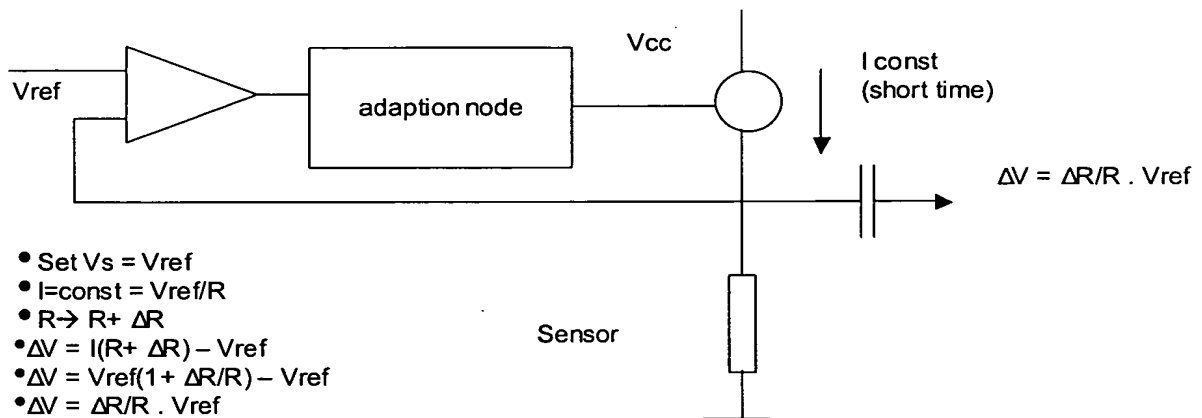 Vcc
I const
(short time)
Vref
adaption node
ΔV = ΔR/R . Vref
• Set Vs = Vref
• I=const = Vref/R
• R→ R+ ΔR
•ΔV = I(R+ ΔR) – Vref
•ΔV = Vref(1+ ΔR/R) – Vref
•ΔV = ΔR/R . Vref
Sensor